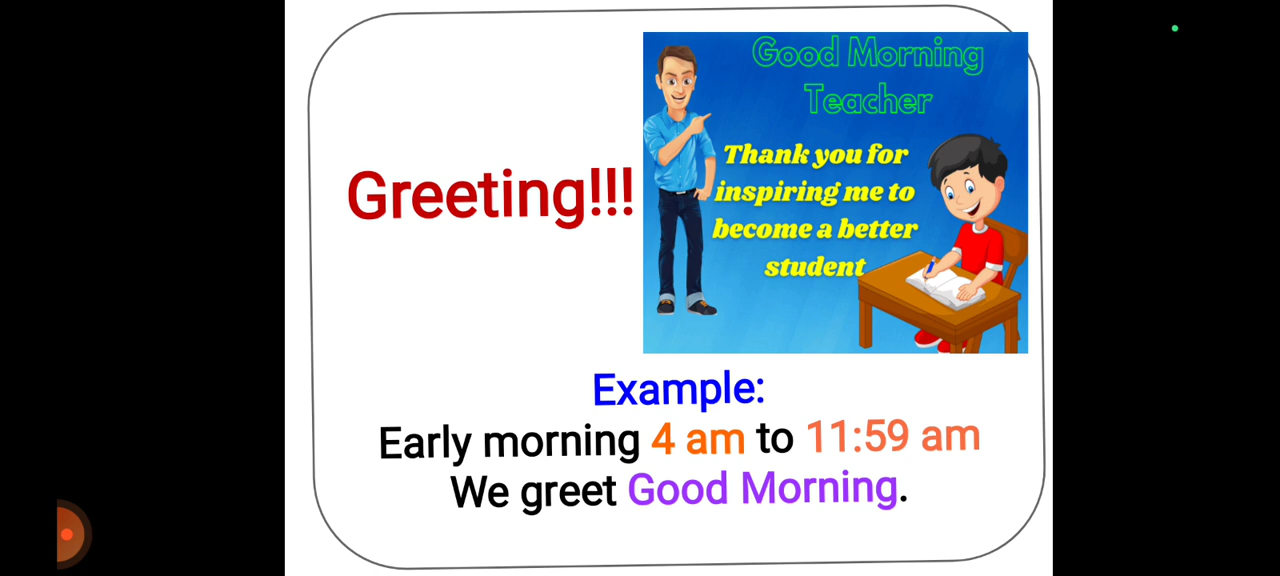 Greeting!!!
Good Morning
Teacher
Thank you for
inspiring me to
become a better
student
Example:
Early morning 4 am to 11:59 am
We greet Good Morning.